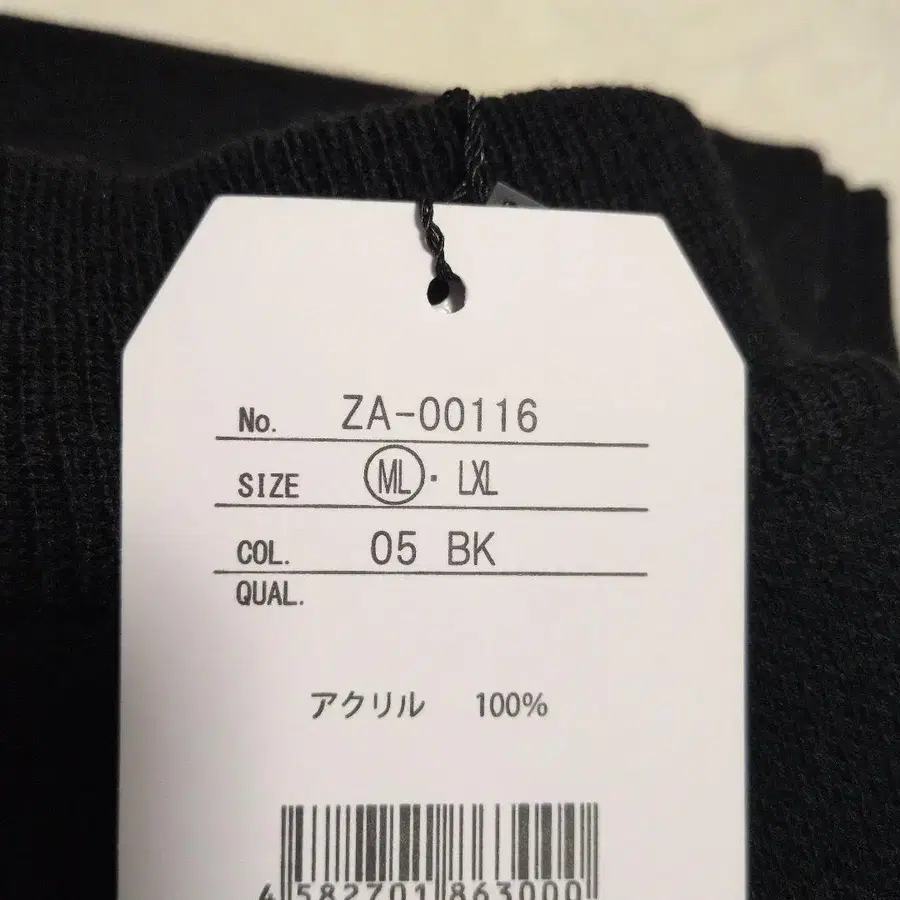 No. ZA-00116
SIZE ML・LXL
COL. 05 BK
QUAL.
アクリル 100%
4 582701 863000